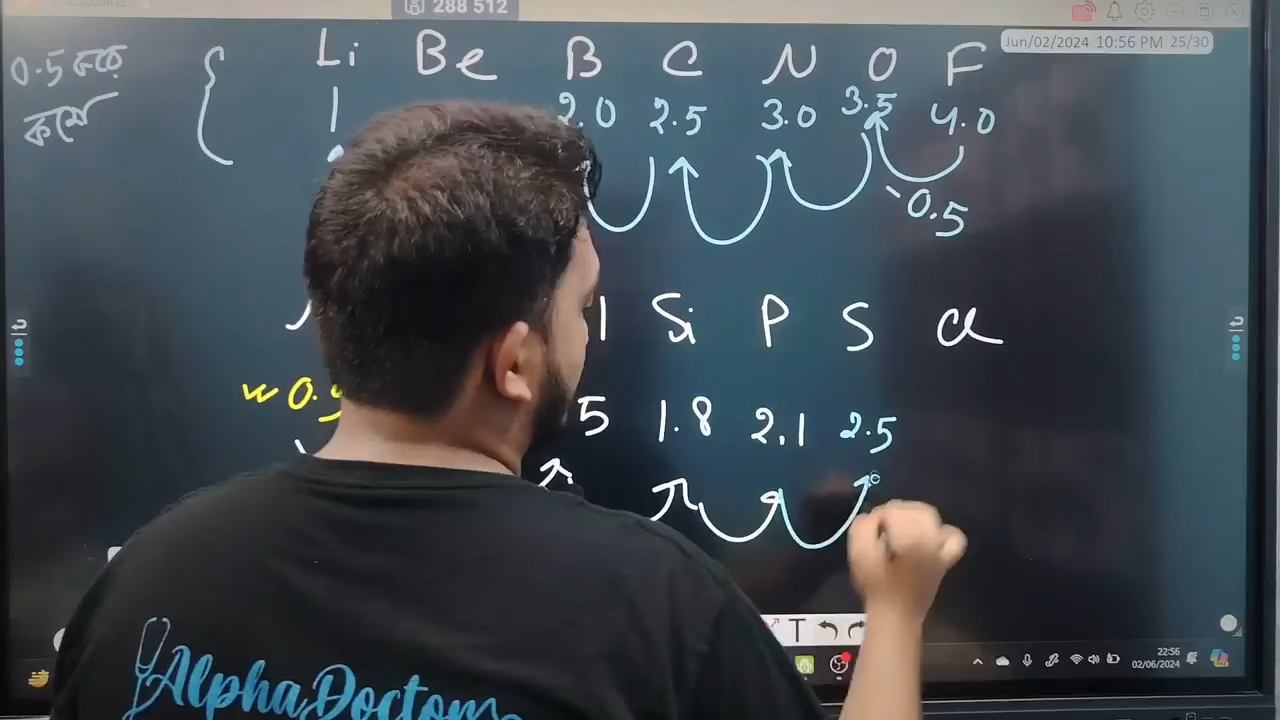 288 512
Jun/02/2024 10:56 PM 25/30
0.5 করে
কমে
Li Be B C N O F
1 2.0 2.5 3.0 3.5 4.0
-0.5
Si P S Cl
5 1.8 2.1 2.5
T
22:56
02/06/2024
AlphaDoctom